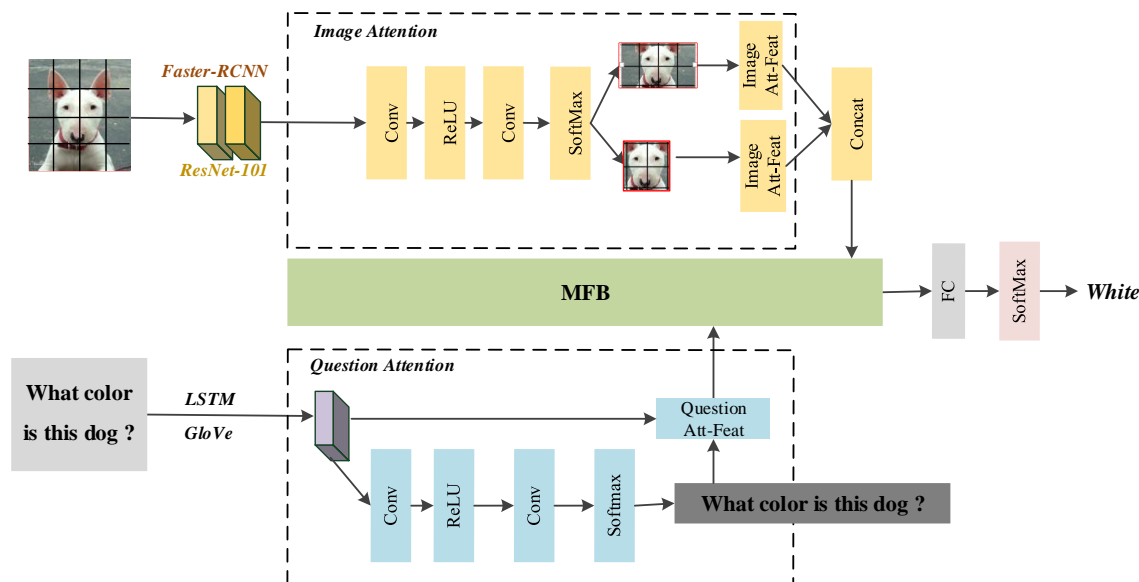 Image Attention
Faster-RCNN
ResNet-101
Conv
ReLU
Conv
SoftMax
Image
Att-Feat
Image
Att-Feat
Concat
MFB
FC
SoftMax
White
Question Attention
What color
is this dog ?
LSTM
GloVe
Question
Att-Feat
Conv
ReLU
Conv
Softmax
What color is this dog ?